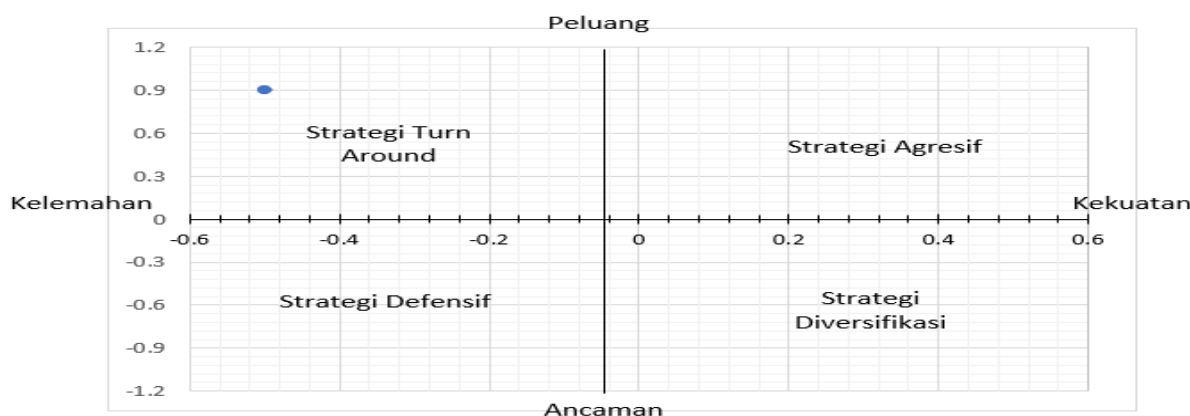 Peluang
1.2
0.9
0.6
Strategi Turn
Around
Strategi Agresif
0.3
Kelemahan
0
Kekuatan
-0.6
-0.4
-0.2
0
0.2
0.4
0.6
-0.3
Strategi Defensif
-0.6
Strategi
Diversifikasi
-0.9
-1.2
Ancaman